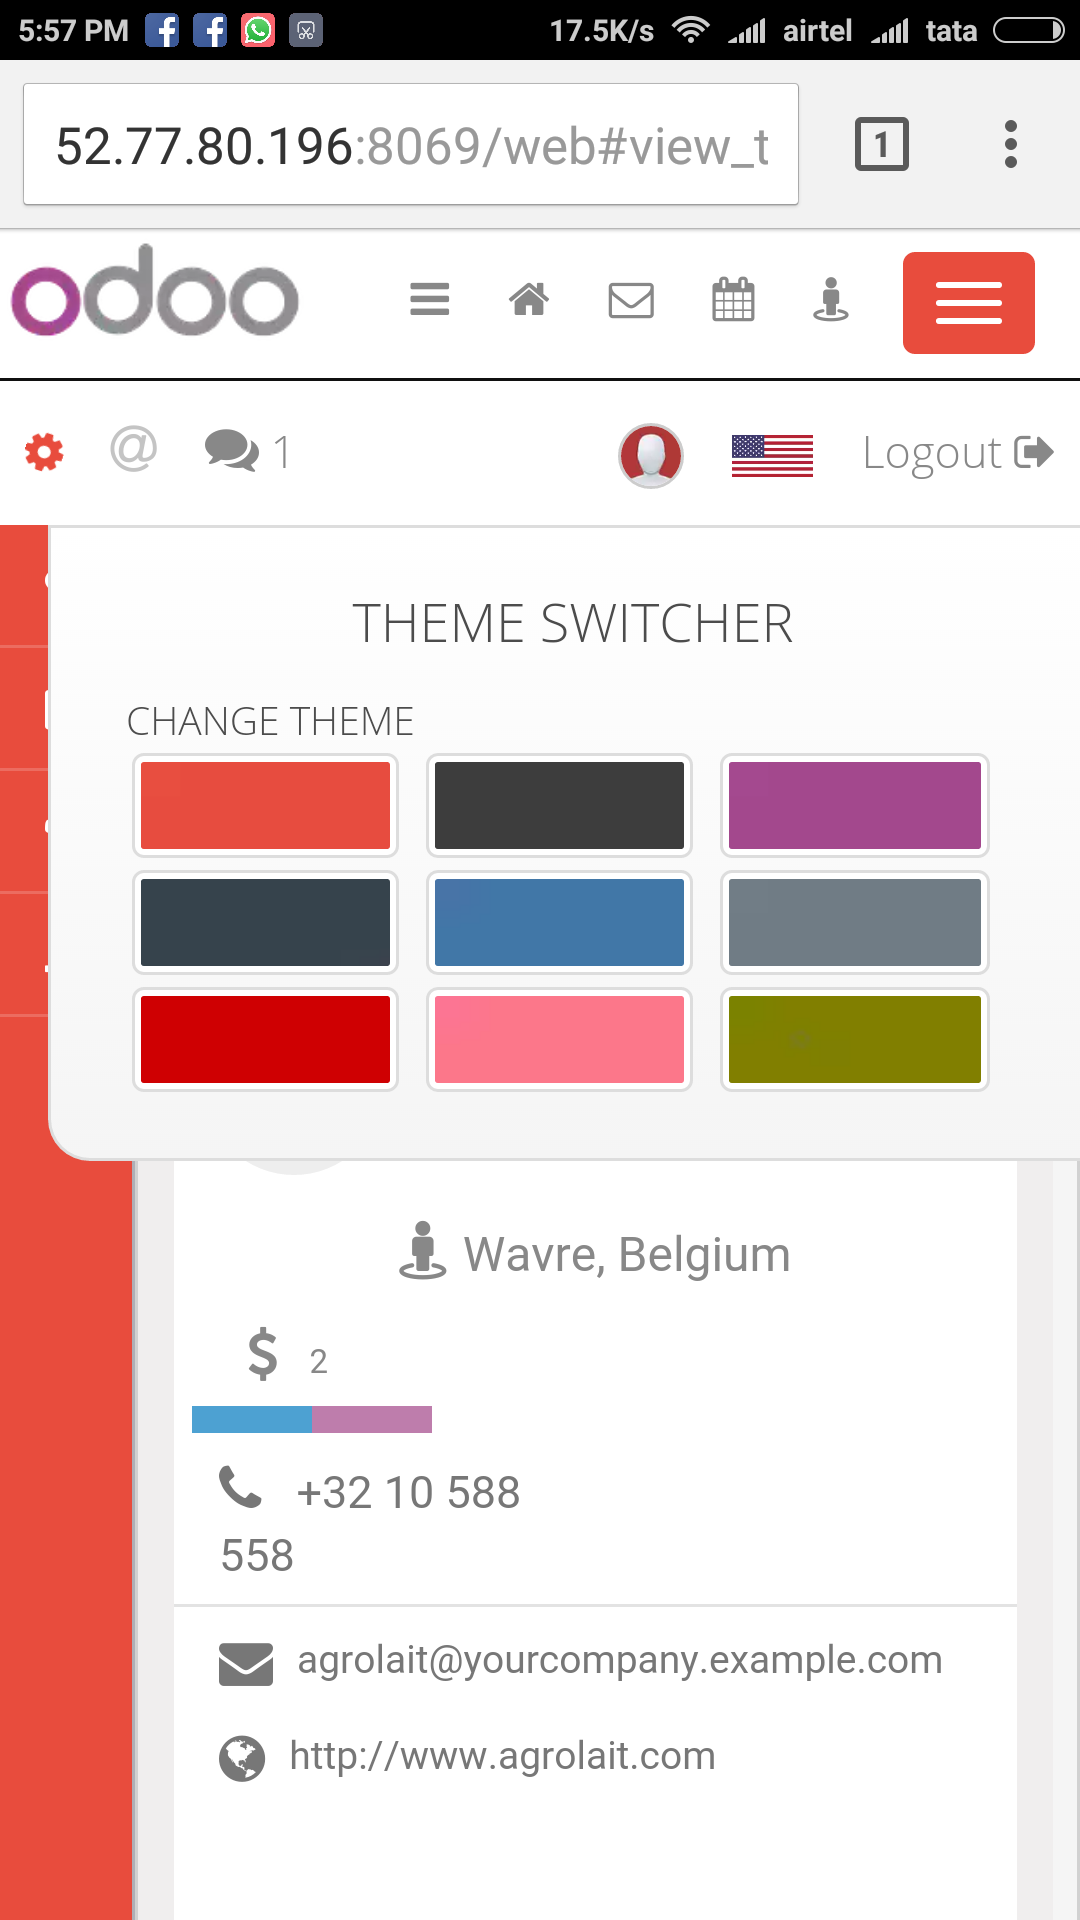 5:57 PM 17.5K/s airtel tata
52.77.80.196:8069/web#view_t 1
odoo
@ 1 Logout
THEME SWITCHER
CHANGE THEME
Wavre, Belgium
$ 2
+32 10 588
558
agrolait@yourcompany.example.com
http://www.agrolait.com